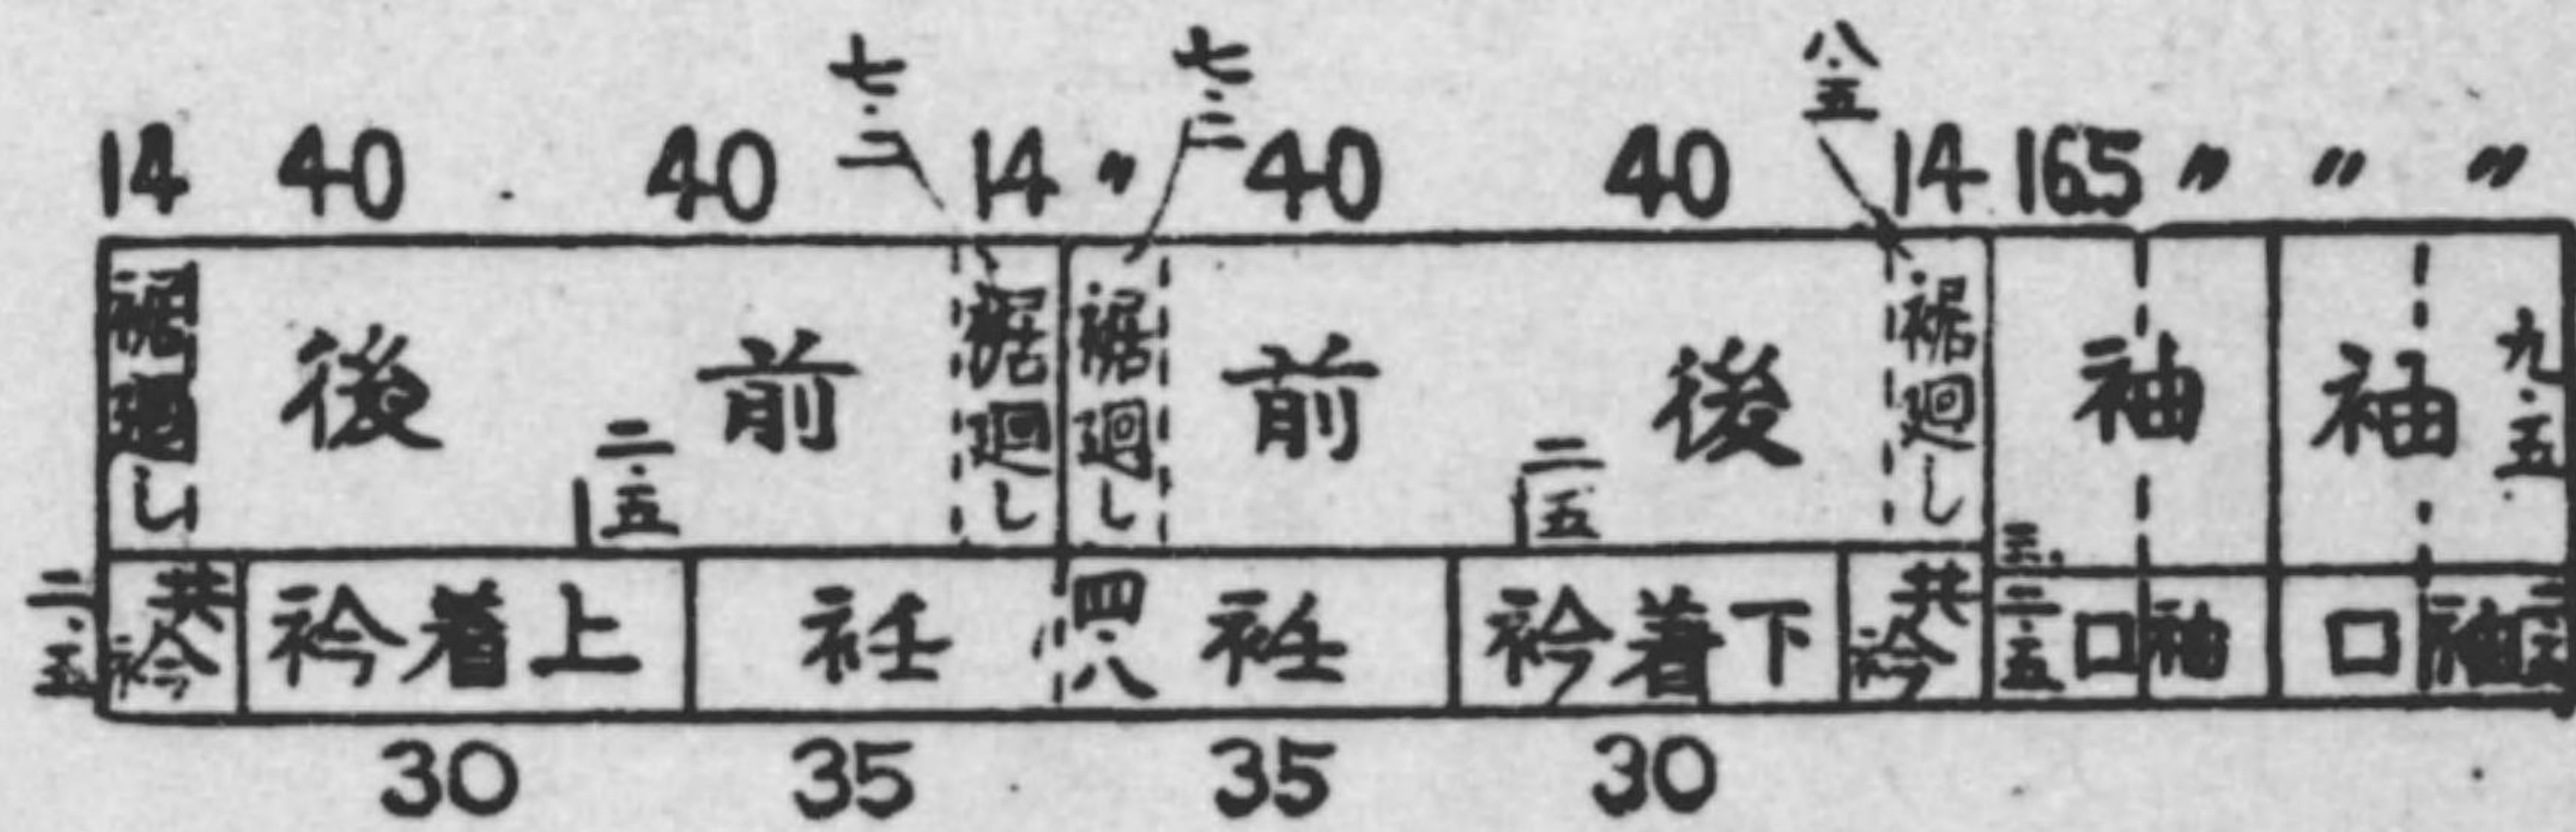 七・二 七・二 八・五
14 40 40 14 〃 40 40 14 16.5 〃 〃 〃
裾廻し 後 前 裾廻し 裾廻し 前 後 裾廻し 袖 袖 九・五
二・五 二・五 三・
二・五 共衿 衿着上 衽 四・八 衽 衿着下 共衿 二・五 口 袖 口 袖
30 35 35 30